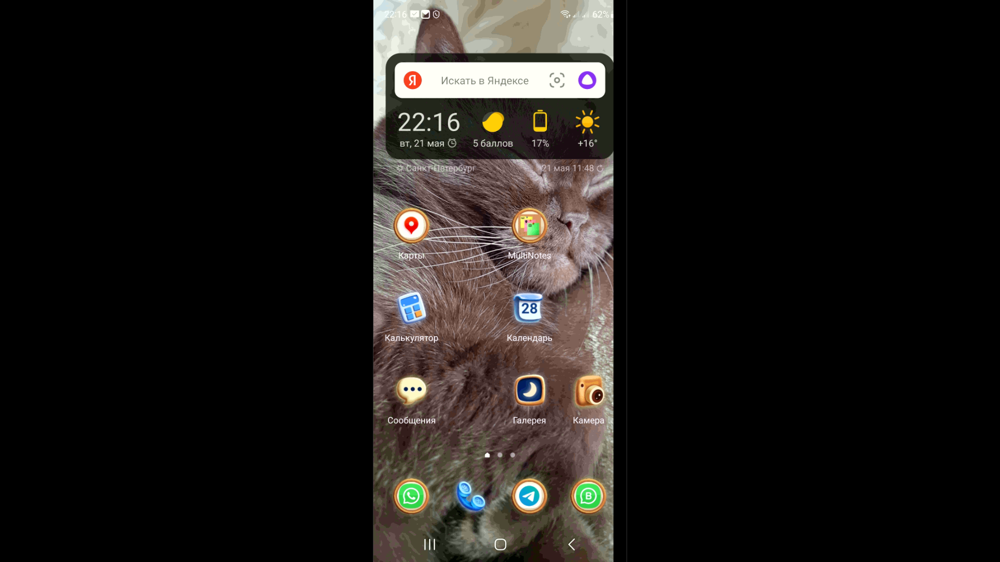 22:16 62%
Я Искать в Яндексе
22:16
вт, 21 мая 5 баллов 17% +16°
Санкт-Петербург 21 мая 11:48
Карты MultiNotes
28
Калькулятор Календарь
Сообщения Галерея Камера
B